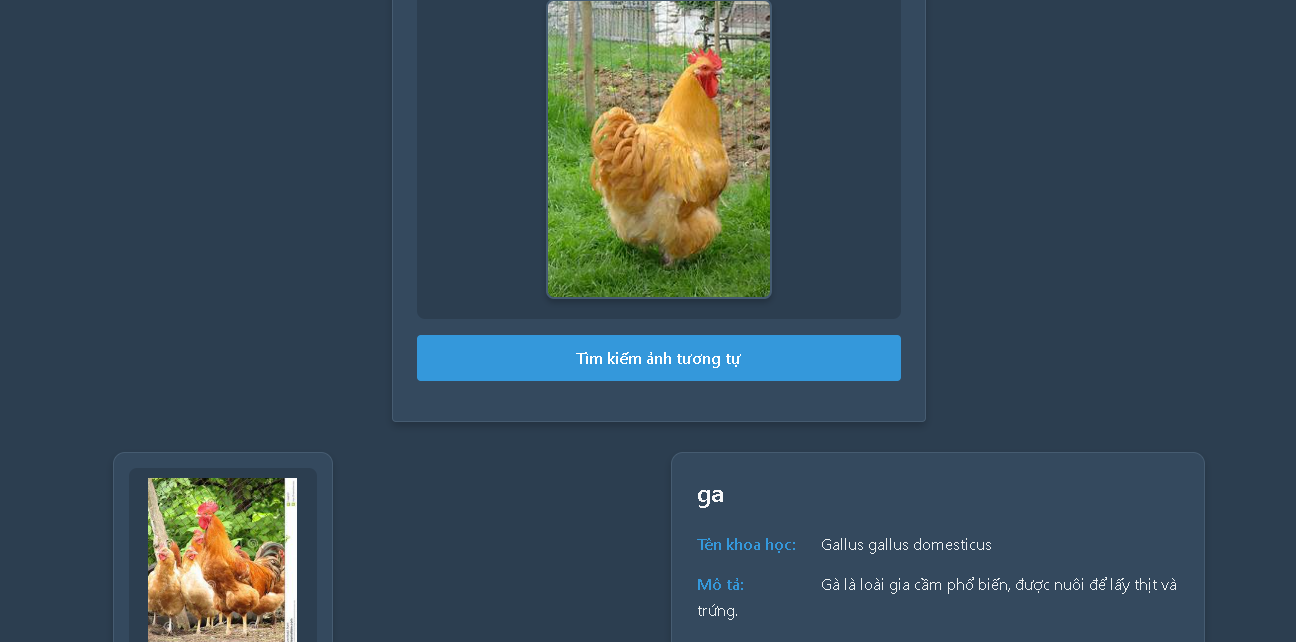 Tìm kiếm ảnh tương tự
ga
Tên khoa học: Gallus gallus domesticus
Mô tả: Gà là loài gia cầm phổ biến, được nuôi để lấy thịt và
trứng.